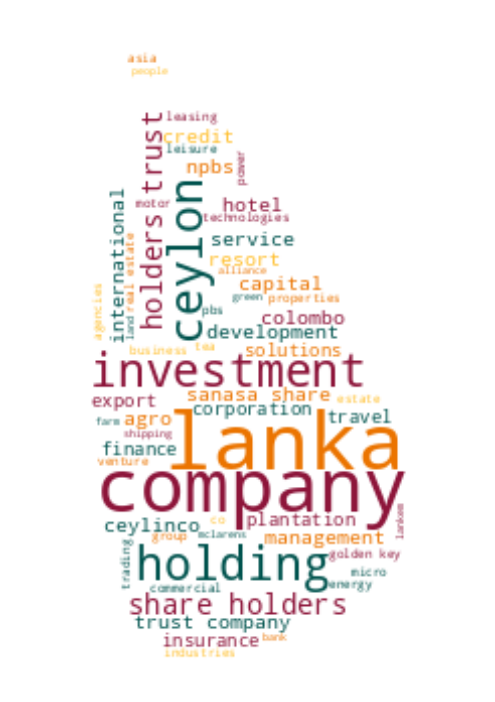 asia
people
leasing
credit
leisure
holders trust
npbs
power
ceylon
motor
hotel
technologies
international
service
real estate
resort
alliance
capital
agencies
green properties
pbs
colombo
land
development
business
tea
solutions
investment
sanasa share
estate
export
corporation
farm
agro
travel
lanka
shipping
finance
venture
company
lankem
ceylinco
co
plantation
group
mclarens
management
trading
holding
golden key
micro
commercial
energy
share holders
trust company
insurance
bank
industries